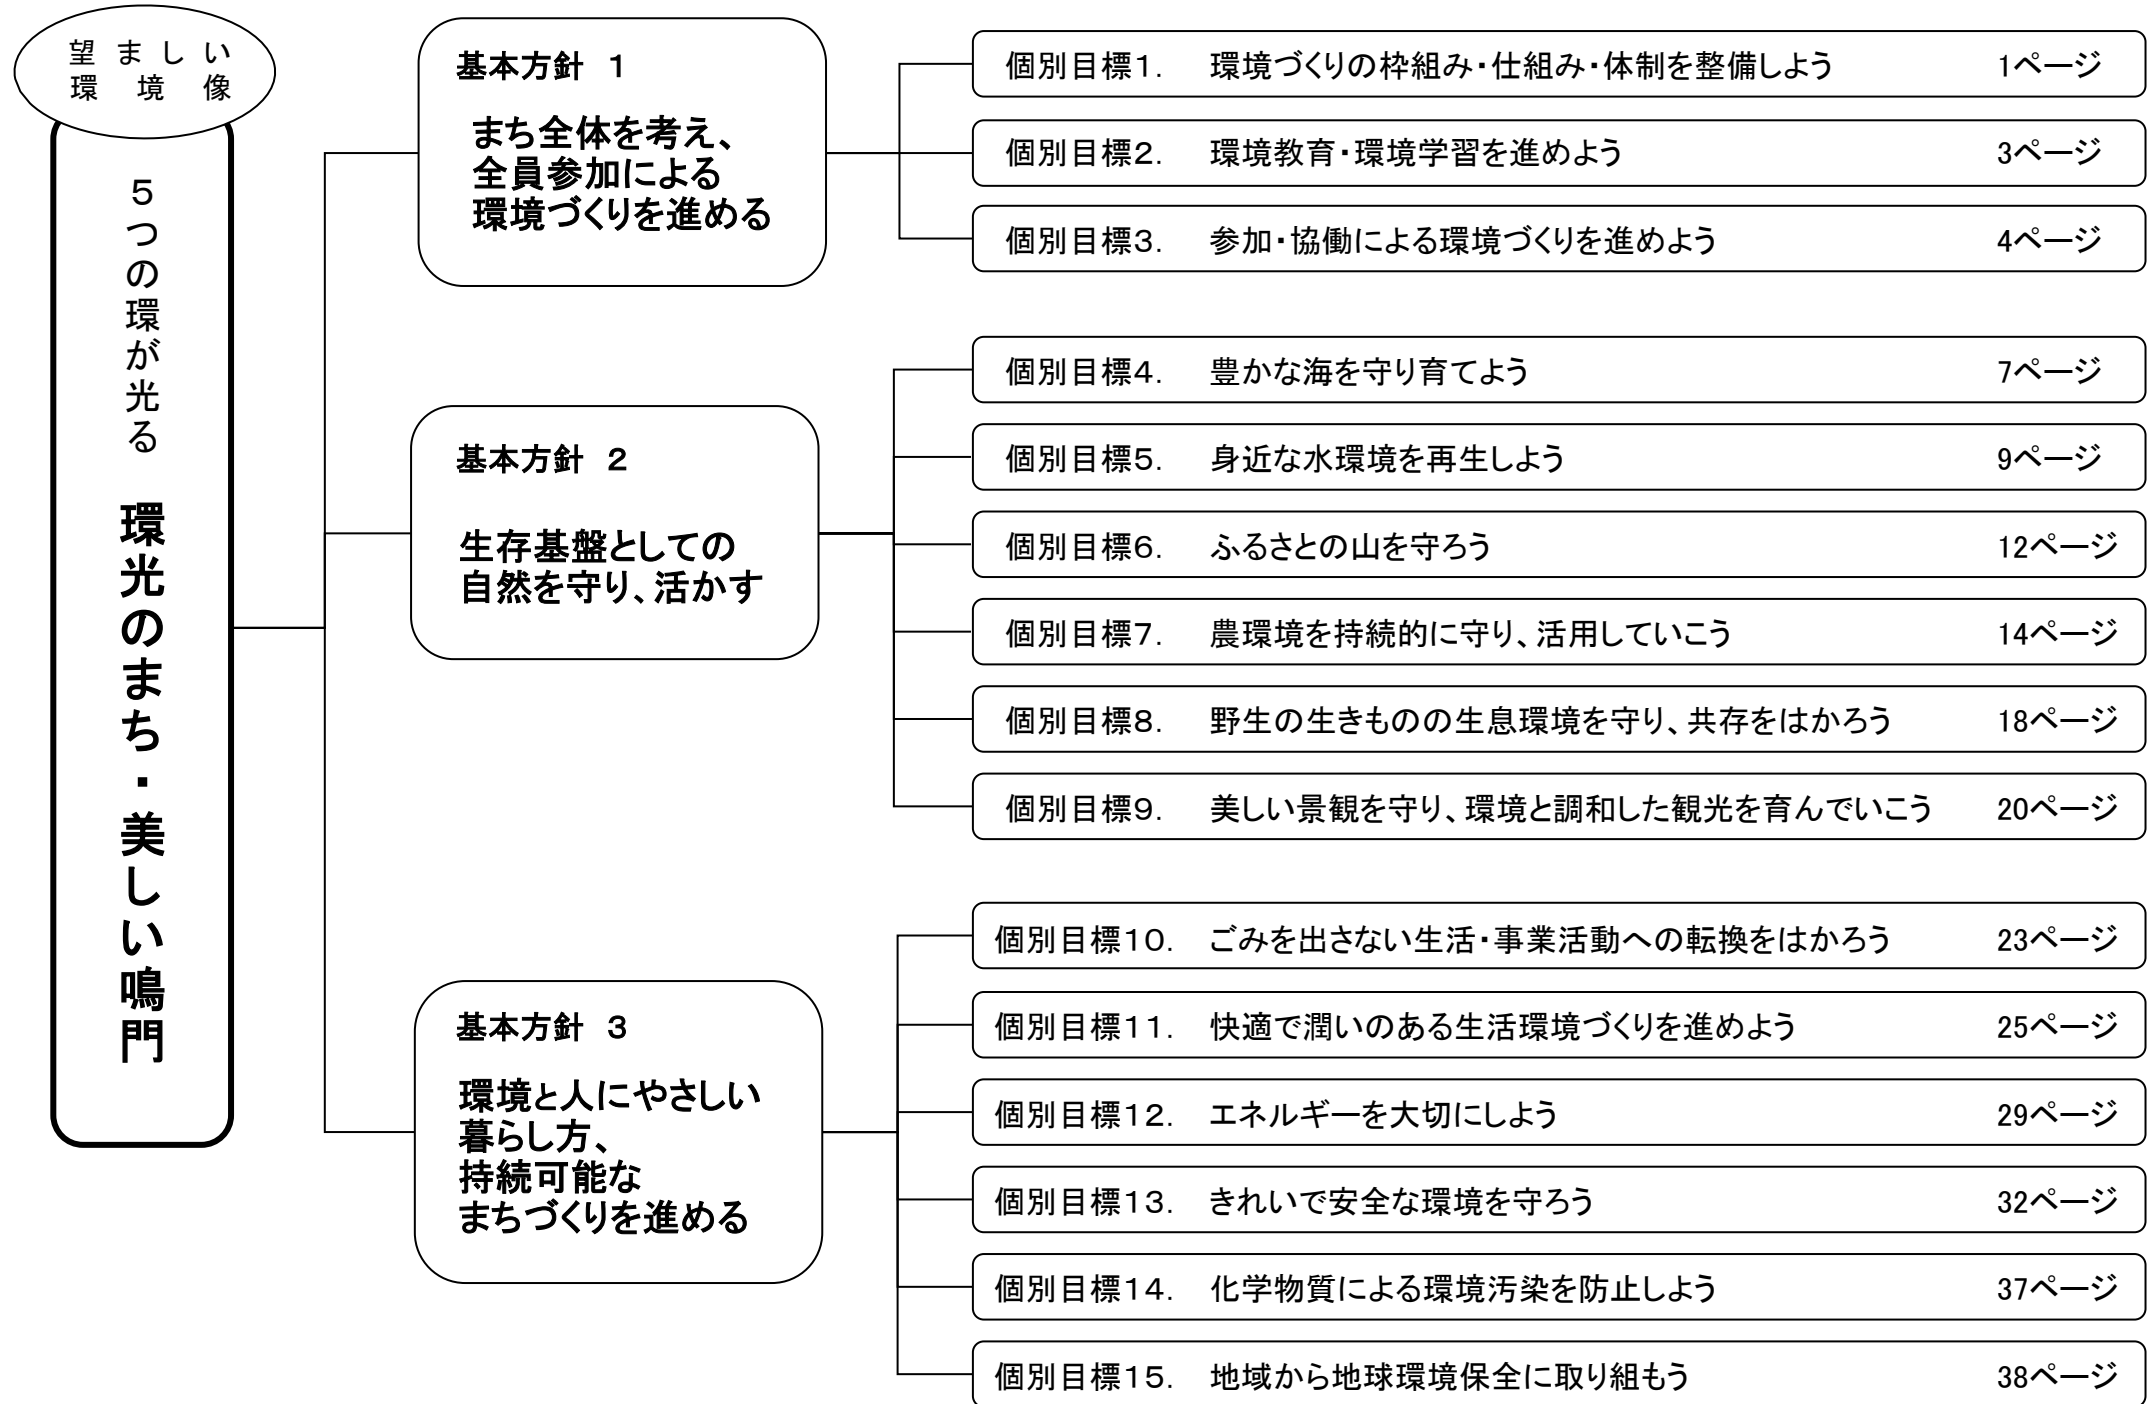 望ましい
環境像
５つの環が光る　環光のまち・美しい鳴門
基本方針　１
まち全体を考え、
全員参加による
環境づくりを進める
個別目標１．　環境づくりの枠組み・仕組み・体制を整備しよう　1ページ
個別目標２．　環境教育・環境学習を進めよう　3ページ
個別目標３．　参加・協働による環境づくりを進めよう　4ページ
基本方針　２
生存基盤としての
自然を守り、活かす
個別目標４．　豊かな海を守り育てよう　7ページ
個別目標５．　身近な水環境を再生しよう　9ページ
個別目標６．　ふるさとの山を守ろう　12ページ
個別目標７．　農環境を持続的に守り、活用していこう　14ページ
個別目標８．　野生の生きものの生息環境を守り、共存をはかろう　18ページ
個別目標９．　美しい景観を守り、環境と調和した観光を育んでいこう　20ページ
基本方針　３
環境と人にやさしい
暮らし方、
持続可能な
まちづくりを進める
個別目標１０．　ごみを出さない生活・事業活動への転換をはかろう　23ページ
個別目標１１．　快適で潤いのある生活環境づくりを進めよう　25ページ
個別目標１２．　エネルギーを大切にしよう　29ページ
個別目標１３．　きれいで安全な環境を守ろう　32ページ
個別目標１４．　化学物質による環境汚染を防止しよう　37ページ
個別目標１５．　地域から地球環境保全に取り組もう　38ページ